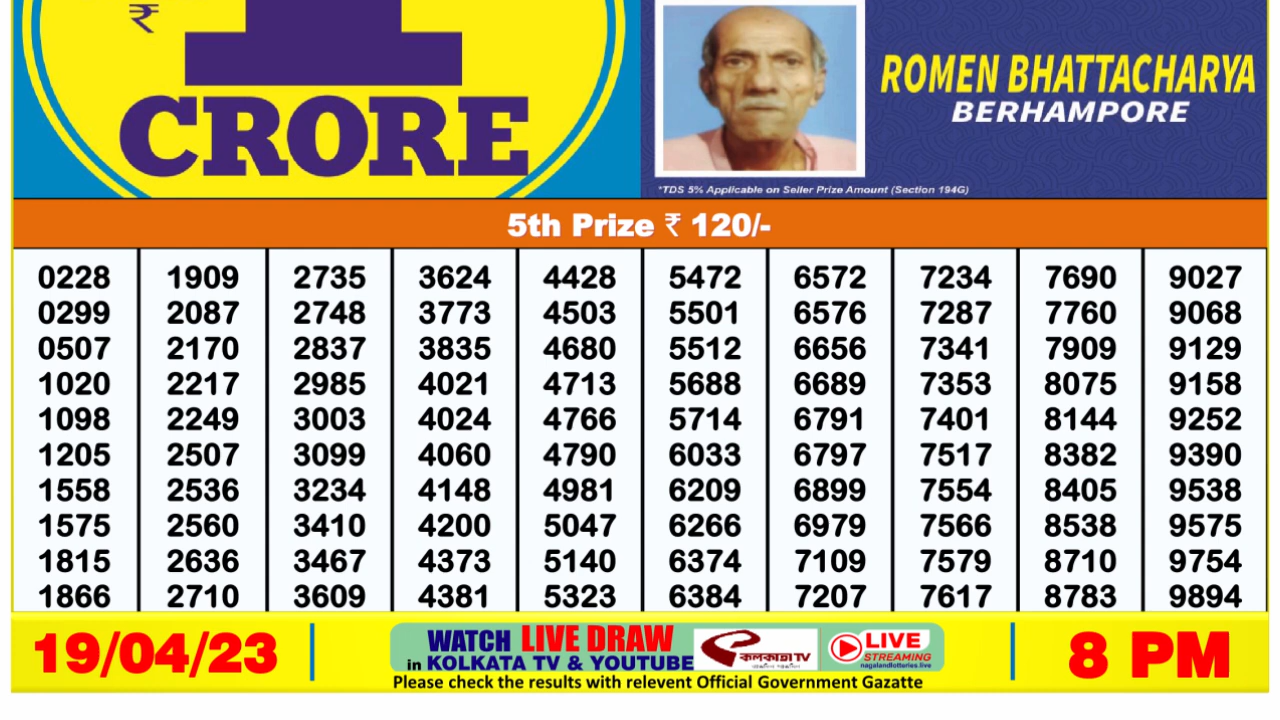 ₹ 1
CRORE
ROMEN BHATTACHARYA
BERHAMPORE
*TDS 5% Applicable on Seller Prize Amount (Section 194G)
5th Prize ₹ 120/-
0228 1909 2735 3624 4428 5472 6572 7234 7690 9027
0299 2087 2748 3773 4503 5501 6576 7287 7760 9068
0507 2170 2837 3835 4680 5512 6656 7341 7909 9129
1020 2217 2985 4021 4713 5688 6689 7353 8075 9158
1098 2249 3003 4024 4766 5714 6791 7401 8144 9252
1205 2507 3099 4060 4790 6033 6797 7517 8382 9390
1558 2536 3234 4148 4981 6209 6899 7554 8405 9538
1575 2560 3410 4200 5047 6266 6979 7566 8538 9575
1815 2636 3467 4373 5140 6374 7109 7579 8710 9754
1866 2710 3609 4381 5323 6384 7207 7617 8783 9894
19/04/23
WATCH LIVE DRAW
in KOLKATA TV & YOUTUBE
কলকাতা TV
LIVE
STREAMING
nagalandlotteries.live
Please check the results with relevent Official Government Gazatte
8 PM